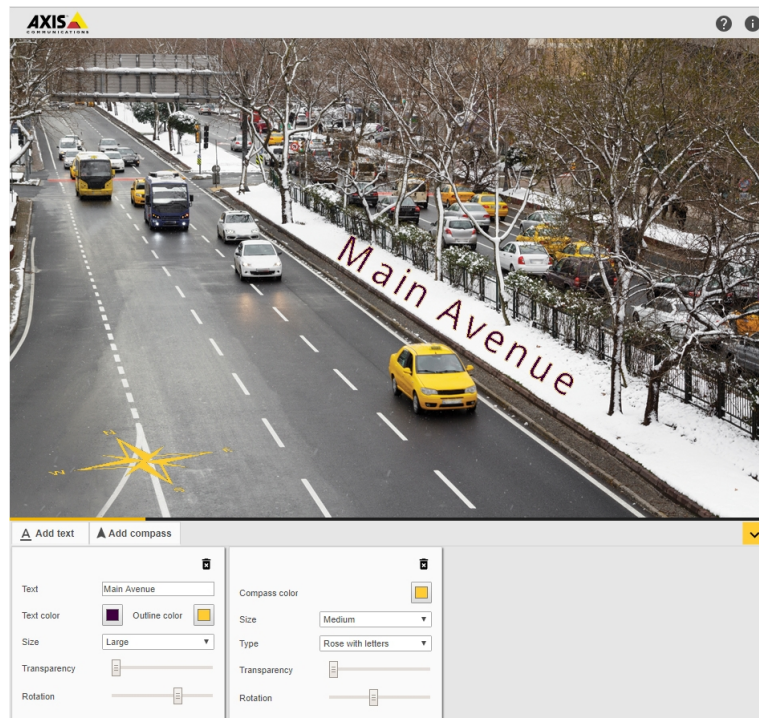 AXIS
COMMUNICATIONS
Main Avenue
N
W
S
Add text
Add compass
Text
Main Avenue
Text color
Outline color
Size
Large
Transparency
Rotation
Compass color
Size
Medium
Type
Rose with letters
Transparency
Rotation